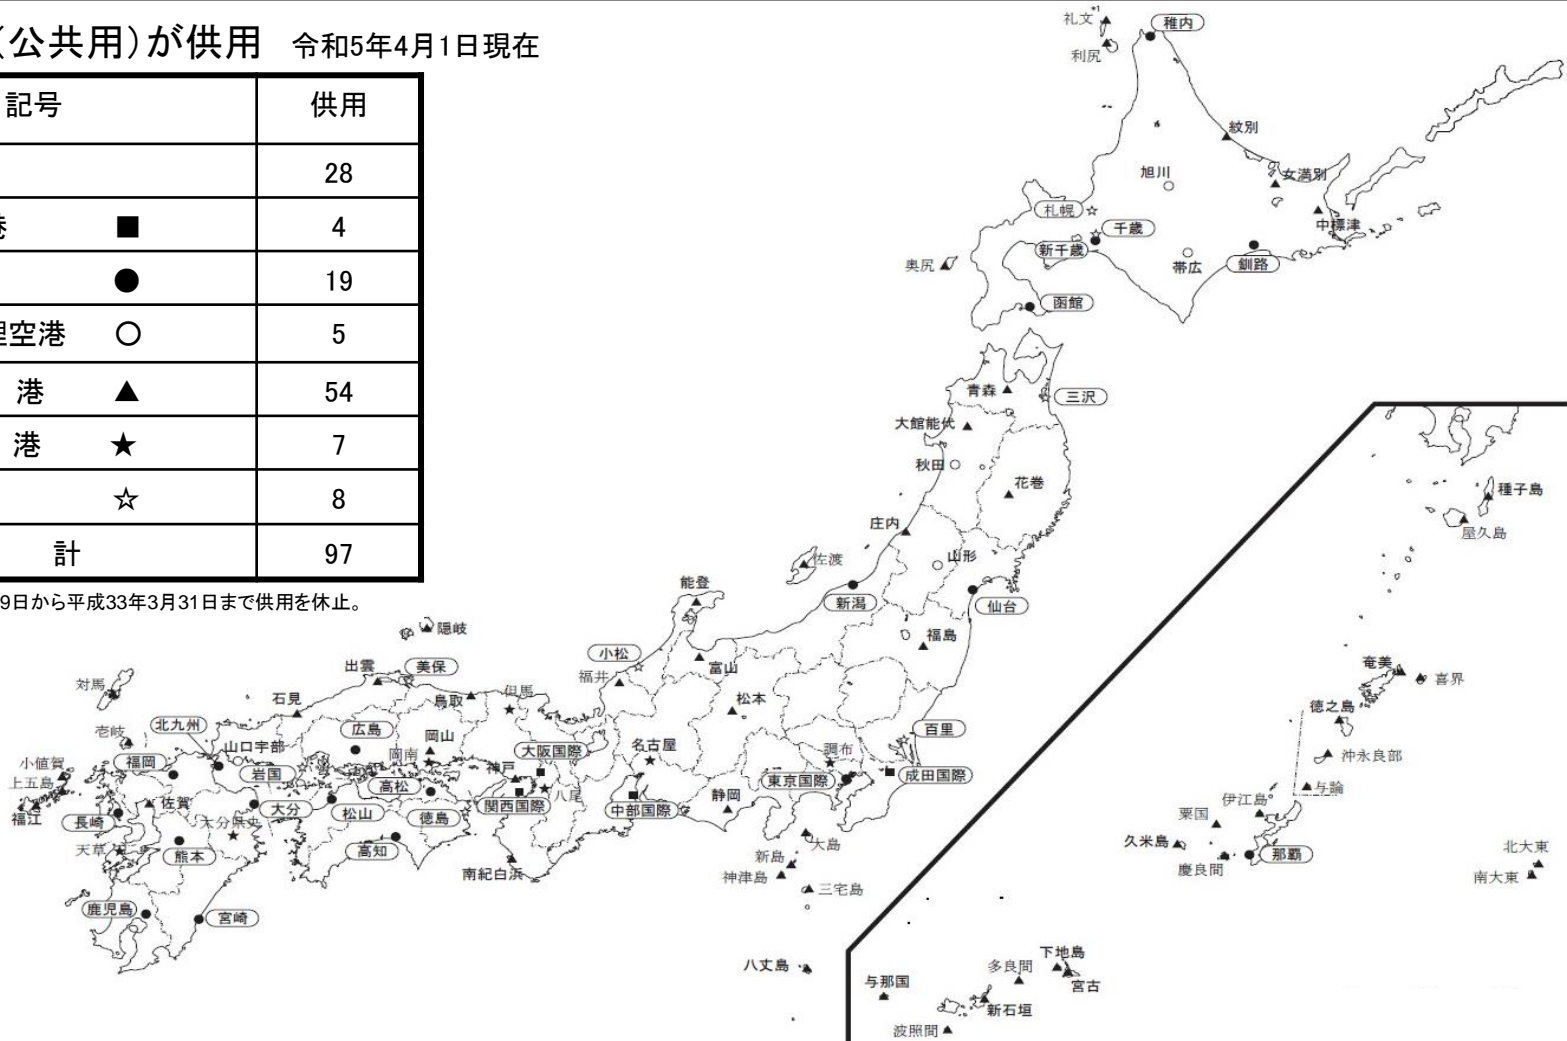 （公共用）が供用 令和5年4月1日現在
記号 供用
28
港 ■ 4
● 19
理空港 ○ 5
港 ▲ 54
港 ★ 7
☆ 8
計 97
9日から平成33年3月31日まで供用を休止。
礼文 *1
稚内
利尻
紋別
旭川
女満別
札幌
中標津
千歳
新千歳
帯広
釧路
奥尻
函館
青森
三沢
大館能代
秋田
花巻
庄内
山形
佐渡
新潟
仙台
能登
福島
隠岐
小松
富山
出雲
美保
福井
対馬
石見
鳥取
但馬
松本
北九州
百里
壱岐
山口宇部
広島
岡山
大阪国際
名古屋
調布
小値賀
福岡
岩国
岡南
神戸
東京国際
成田国際
上五島
高松
八尾
福江
佐賀
大分
松山
徳島
関西国際
中部国際
静岡
長崎
大分県央
天草
熊本
高知
南紀白浜
大島
新島
神津島
三宅島
鹿児島
宮崎
八丈島
種子島
屋久島
奄美
喜界
徳之島
沖永良部
与論
伊江島
粟国
久米島
慶良間
那覇
北大東
南大東
下地島
多良間
宮古
与那国
新石垣
波照間